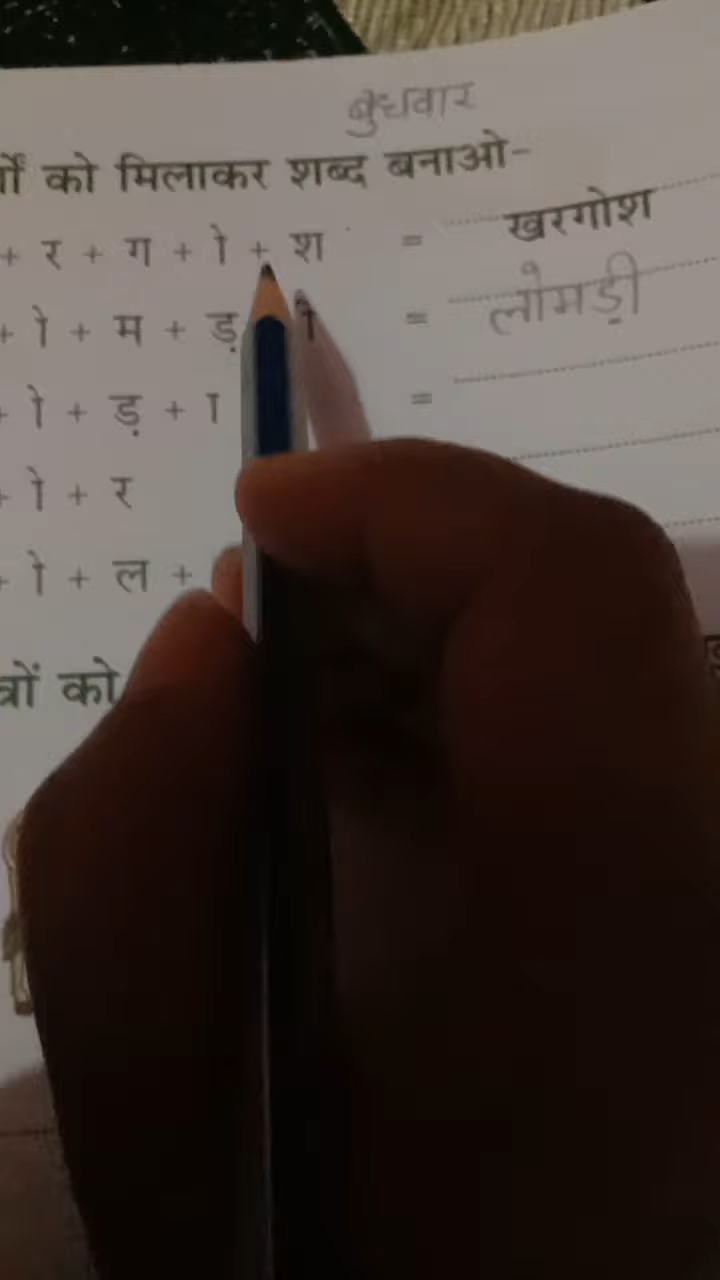 बुधवार
र्णों को मिलाकर शब्द बनाओ-
+ र + ग + ो + श = खरगोश
+ ो + म + ड़ ी = लोमड़ी
+ ो + ड़ + ा =
+ ो + र
+ ो + ल +
त्रों को